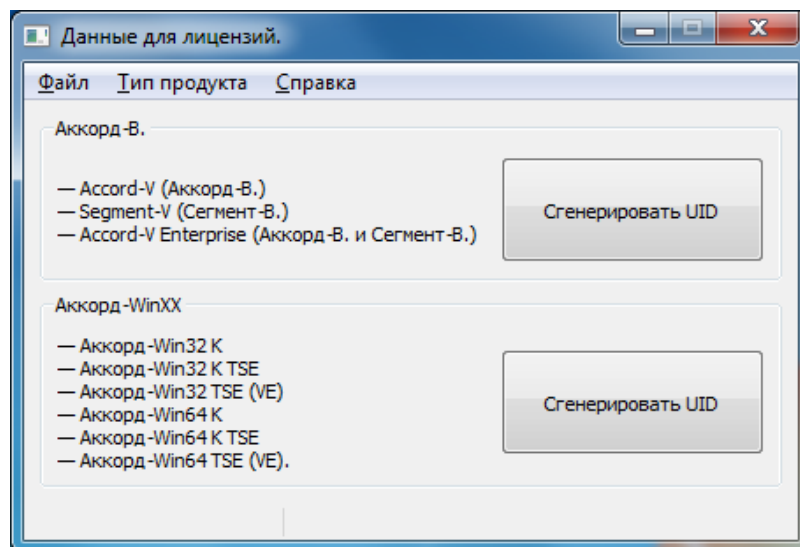 Данные для лицензий.
Файл Тип продукта Справка
Аккорд-В.
— Accord-V (Аккорд-В.)
— Segment-V (Сегмент-В.)
— Accord-V Enterprise (Аккорд-В. и Сегмент-В.)
Сгенерировать UID
Аккорд-WinXX
— Аккорд-Win32 K
— Аккорд-Win32 K TSE
— Аккорд-Win32 TSE (VE)
— Аккорд-Win64 K
— Аккорд-Win64 K TSE
— Аккорд-Win64 TSE (VE).
Сгенерировать UID